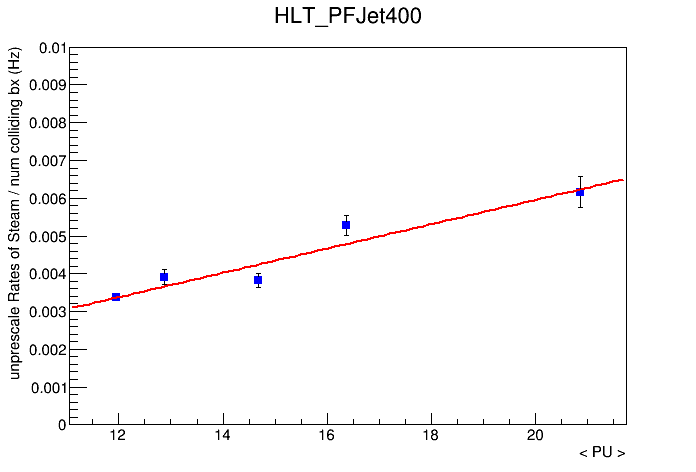 HLT_PFJet400
unprescale Rates of Steam / num colliding bx (Hz)
0.01
0.009
0.008
0.007
0.006
0.005
0.004
0.003
0.002
0.001
0
12 14 16 18 20
< PU >